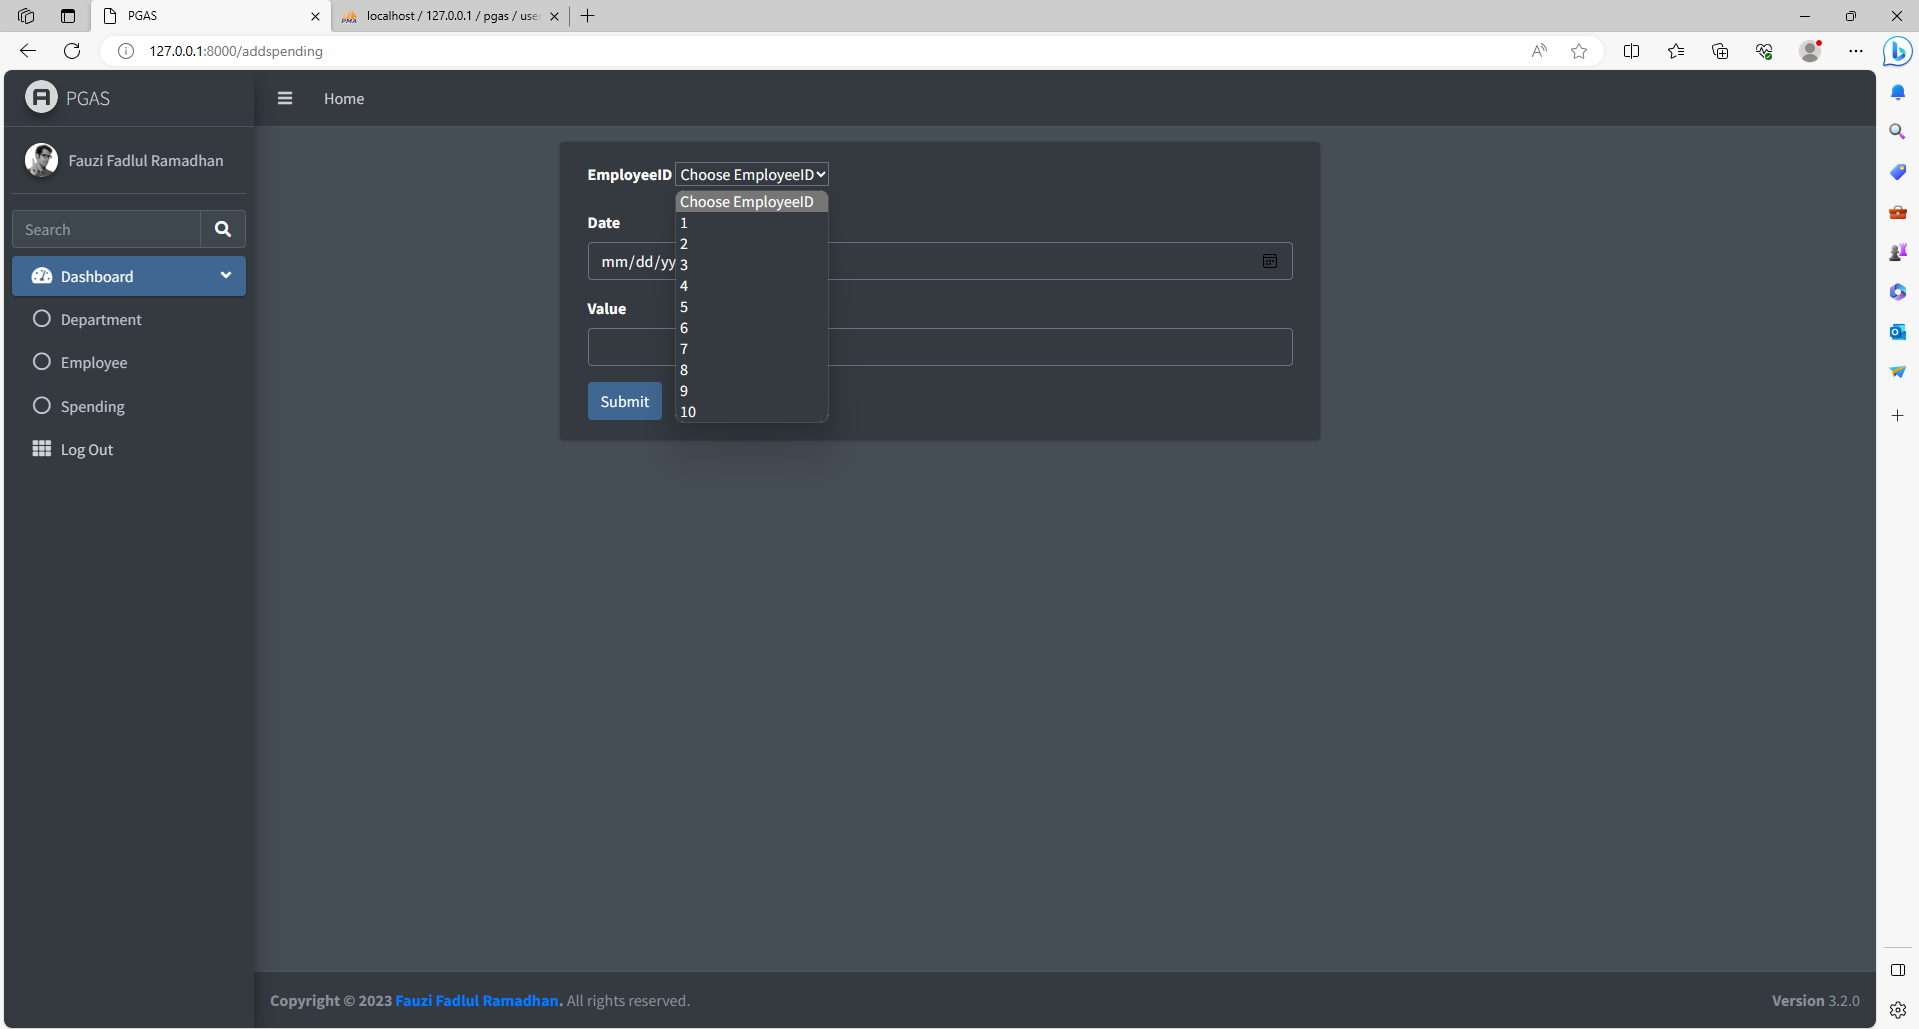 PGAS
localhost / 127.0.0.1 / pgas / use
127.0.0.1:8000/addspending
PGAS
Home
Fauzi Fadlul Ramadhan
Search
Dashboard
Department
Employee
Spending
Log Out
EmployeeID Choose EmployeeID
Choose EmployeeID
1
2
3
4
5
6
7
8
9
10
Date
mm/dd/yy
Value
Submit
Copyright © 2023 Fauzi Fadlul Ramadhan. All rights reserved.
Version 3.2.0